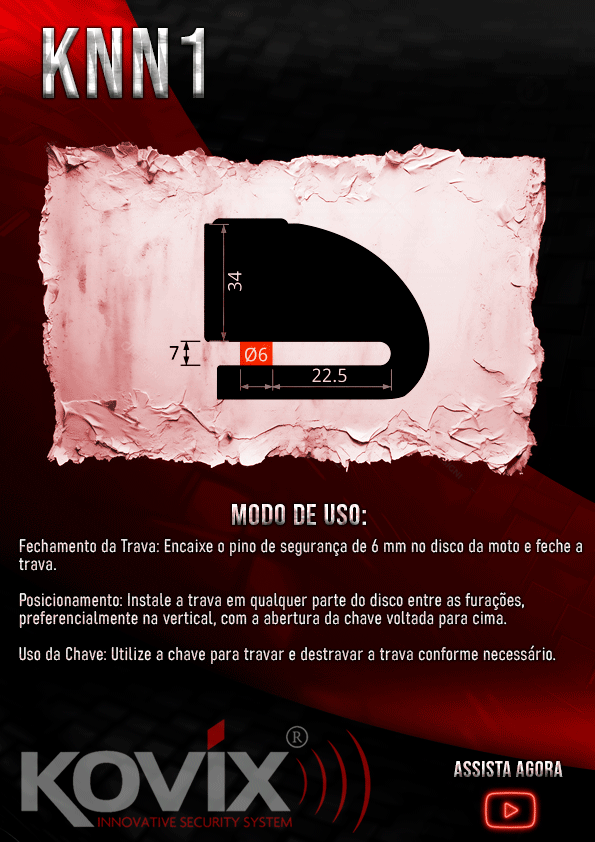 KNN1
34
7
Ø6
22.5
MODO DE USO:
Fechamento da Trava: Encaixe o pino de segurança de 6 mm no disco da moto e feche a
trava.
Posicionamento: Instale a trava em qualquer parte do disco entre as furações,
preferencialmente na vertical, com a abertura da chave voltada para cima.
Uso da Chave: Utilize a chave para travar e destravar a trava conforme necessário.
KOVIX®
INNOVATIVE SECURITY SYSTEM
ASSISTA AGORA